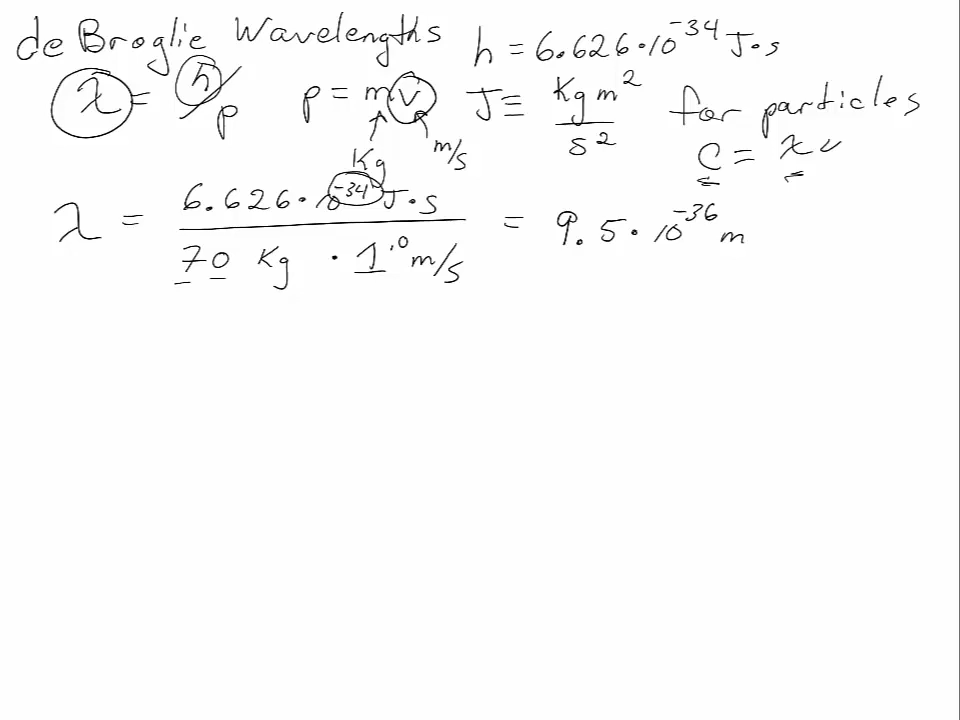 de Broglie Wavelengths h = 6.626·10⁻³⁴ J·s
λ = h/p p = mv J ≡ Kg m²/s² for particles
Kg m/s c = λν
λ = 6.626·10⁻³⁴ J·s / 70 Kg · 1.0 m/s = 9.5·10⁻³⁶ m